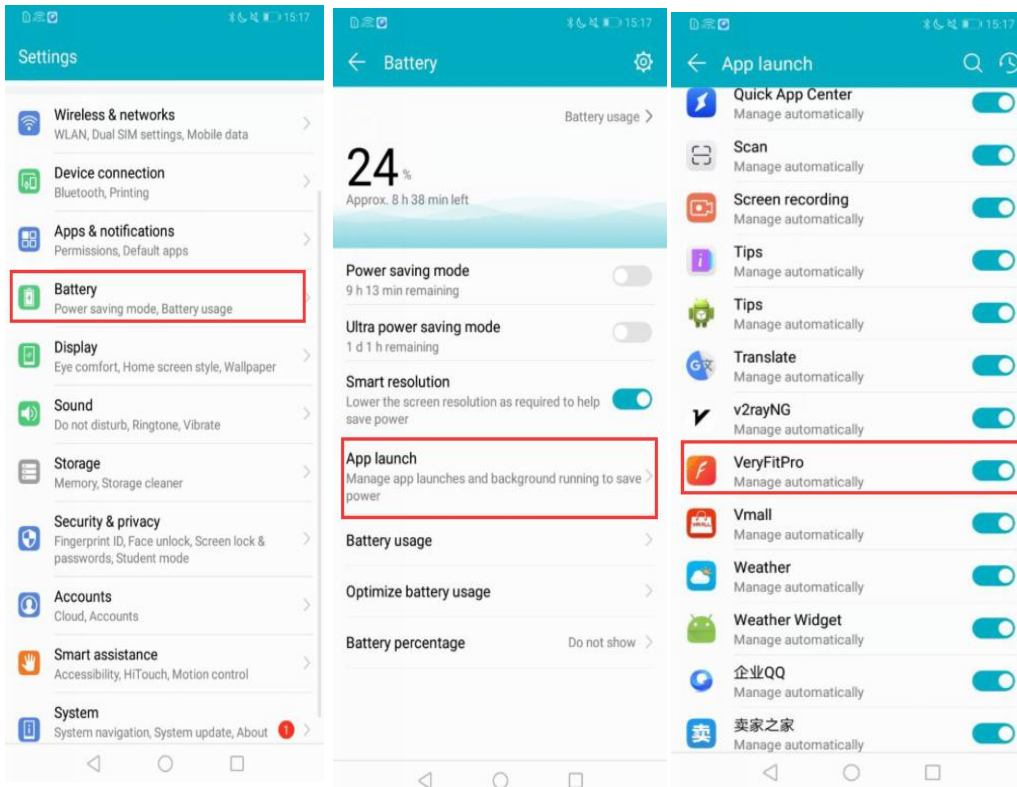 15:17
Settings
Wireless & networks
WLAN, Dual SIM settings, Mobile data
Device connection
Bluetooth, Printing
Apps & notifications
Permissions, Default apps
Battery
Power saving mode, Battery usage
Display
Eye comfort, Home screen style, Wallpaper
Sound
Do not disturb, Ringtone, Vibrate
Storage
Memory, Storage cleaner
Security & privacy
Fingerprint ID, Face unlock, Screen lock &
passwords, Student mode
Accounts
Cloud, Accounts
Smart assistance
Accessibility, HiTouch, Motion control
System
System navigation, System update, About 1
15:17
Battery
Battery usage
24%
Approx. 8 h 38 min left
Power saving mode
9 h 13 min remaining
Ultra power saving mode
1 d 1 h remaining
Smart resolution
Lower the screen resolution as required to help
save power
App launch
Manage app launches and background running to save
power
Battery usage
Optimize battery usage
Battery percentage Do not show
15:17
App launch
Quick App Center
Manage automatically
Scan
Manage automatically
Screen recording
Manage automatically
Tips
Manage automatically
Tips
Manage automatically
Translate
Manage automatically
v2rayNG
Manage automatically
VeryFitPro
Manage automatically
Vmall
Manage automatically
Weather
Manage automatically
Weather Widget
Manage automatically
企业QQ
Manage automatically
卖 卖家之家
Manage automatically